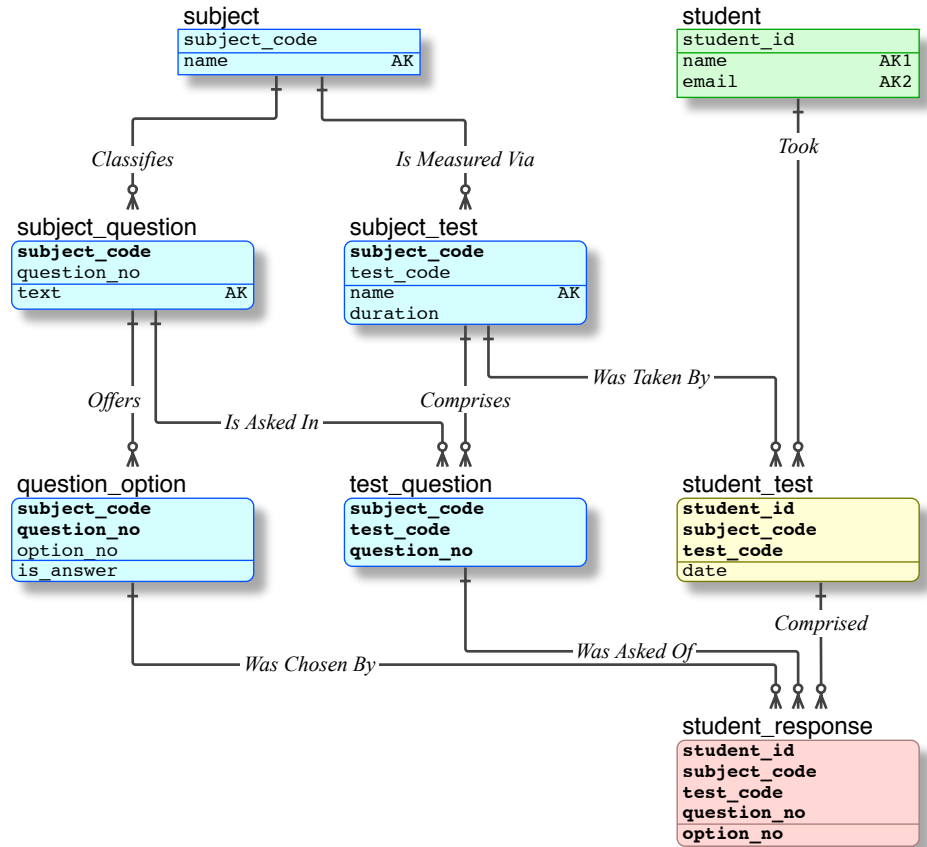 subject
subject_code
name AK
student
student_id
name AK1
email AK2
Classifies
Is Measured Via
Took
subject_question
subject_code
question_no
text AK
subject_test
subject_code
test_code
name AK
duration
Was Taken By
Offers
Is Asked In
Comprises
question_option
subject_code
question_no
option_no
is_answer
test_question
subject_code
test_code
question_no
student_test
student_id
subject_code
test_code
date
Comprised
Was Chosen By
Was Asked Of
student_response
student_id
subject_code
test_code
question_no
option_no